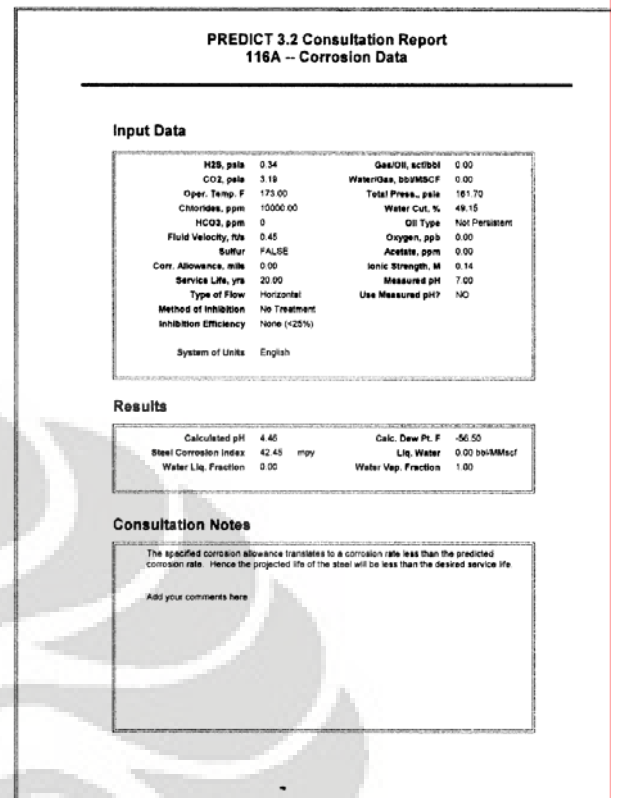 PREDICT 3.2 Consultation Report
116A -- Corrosion Data
Input Data
H2S, psia 0.34 Gas/Oil, scf/bbl 0.00
CO2, psia 3.19 Water/Gas, bbl/MSCF 0.00
Oper. Temp. F 173.00 Total Press., psia 161.70
Chlorides, ppm 10000.00 Water Cut, % 49.15
HCO3, ppm 0 Oil Type Not Persistent
Fluid Velocity, ft/s 0.45 Oxygen, ppb 0.00
Sulfur FALSE Acetate, ppm 0.00
Corr. Allowance, mils 0.00 Ionic Strength, M 0.14
Service Life, yrs 20.00 Measured pH 7.00
Type of Flow Horizontal Use Measured pH? NO
Method of Inhibition No Treatment
Inhibition Efficiency None (<25%)
System of Units English
Results
Calculated pH 4.46 Calc. Dew Pt. F -56.50
Steel Corrosion Index 42.45 mpy Liq. Water 0.00 bbl/MMscf
Water Liq. Fraction 0.00 Water Vap. Fraction 1.00
Consultation Notes
The specified corrosion allowance translates to a corrosion rate less than the predicted
corrosion rate. Hence the projected life of the steel will be less than the desired service life.
Add your comments here